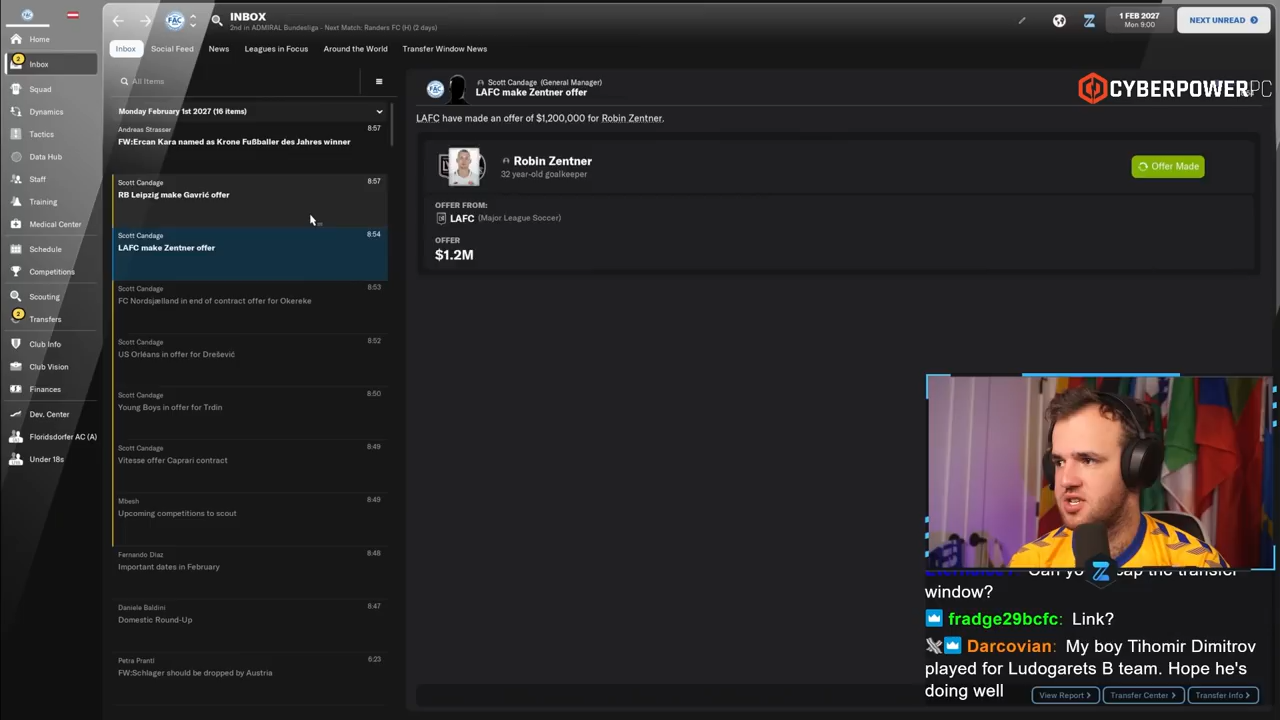 INBOX
2nd in ADMIRAL Bundesliga - Next Match: Randers FC (H) (2 days)
1 FEB 2027
Mon 9:00
NEXT UNREAD
Home
2
Inbox
Squad
Dynamics
Tactics
Data Hub
Staff
Training
Medical Center
Schedule
Competitions
Scouting
2
Transfers
Club Info
Club Vision
Finances
Dev. Center
Floridsdorfer AC (A)
Under 18s
Inbox
Social Feed
News
Leagues in Focus
Around the World
Transfer Window News
All Items
Monday February 1st 2027 (16 items)
Andreas Strasser 8:57
FW:Ercan Kara named as Krone Fußballer des Jahres winner
Scott Candage 8:57
RB Leipzig make Gavrić offer
Scott Candage 8:54
LAFC make Zentner offer
Scott Candage 8:53
FC Nordsjælland in end of contract offer for Okereke
Scott Candage 8:52
US Orléans in offer for Drešević
Scott Candage 8:50
Young Boys in offer for Trdin
Scott Candage 8:49
Vitesse offer Caprari contract
Mbesh 8:49
Upcoming competitions to scout
Fernando Diaz 8:48
Important dates in February
Daniele Baldini 8:47
Domestic Round-Up
Petra Prantl 6:23
FW:Schlager should be dropped by Austria
Scott Candage (General Manager)
LAFC make Zentner offer
CYBERPOWERPC
LAFC have made an offer of $1,200,000 for Robin Zentner.
Robin Zentner
32 year-old goalkeeper
Offer Made
OFFER FROM:
LAFC (Major League Soccer)
OFFER
$1.2M
window?
fradge29bcfc: Link?
Darcovian: My boy Tihomir Dimitrov
played for Ludogarets B team. Hope he's
doing well
View Report >
Transfer Center >
Transfer Info >